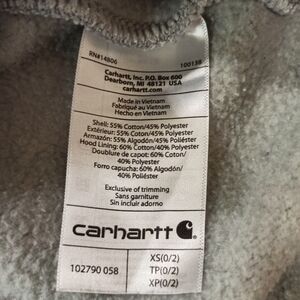 RN#14806 100138
Carhartt, Inc. P.O. Box 600
Dearborn, MI 48121 USA
carhartt.com
Made in Vietnam
Fabriqué au Vietnam
Hecho en Vietnam
Shell: 55% Cotton/45% Polyester
Extérieur: 55% Coton/45% Polyester
Armazón: 55% Algodón/45% Poliéster
Hood Lining: 60% Cotton/40% Polyester
Doublure de capot: 60% Coton/
40% Polyester
Forro capucha: 60% Algodón/
40% Poliéster
Exclusive of trimming
Sans garniture
Sin incluir adorno
carhartt
102790 058
XS(0/2)
TP(0/2)
XP(0/2)